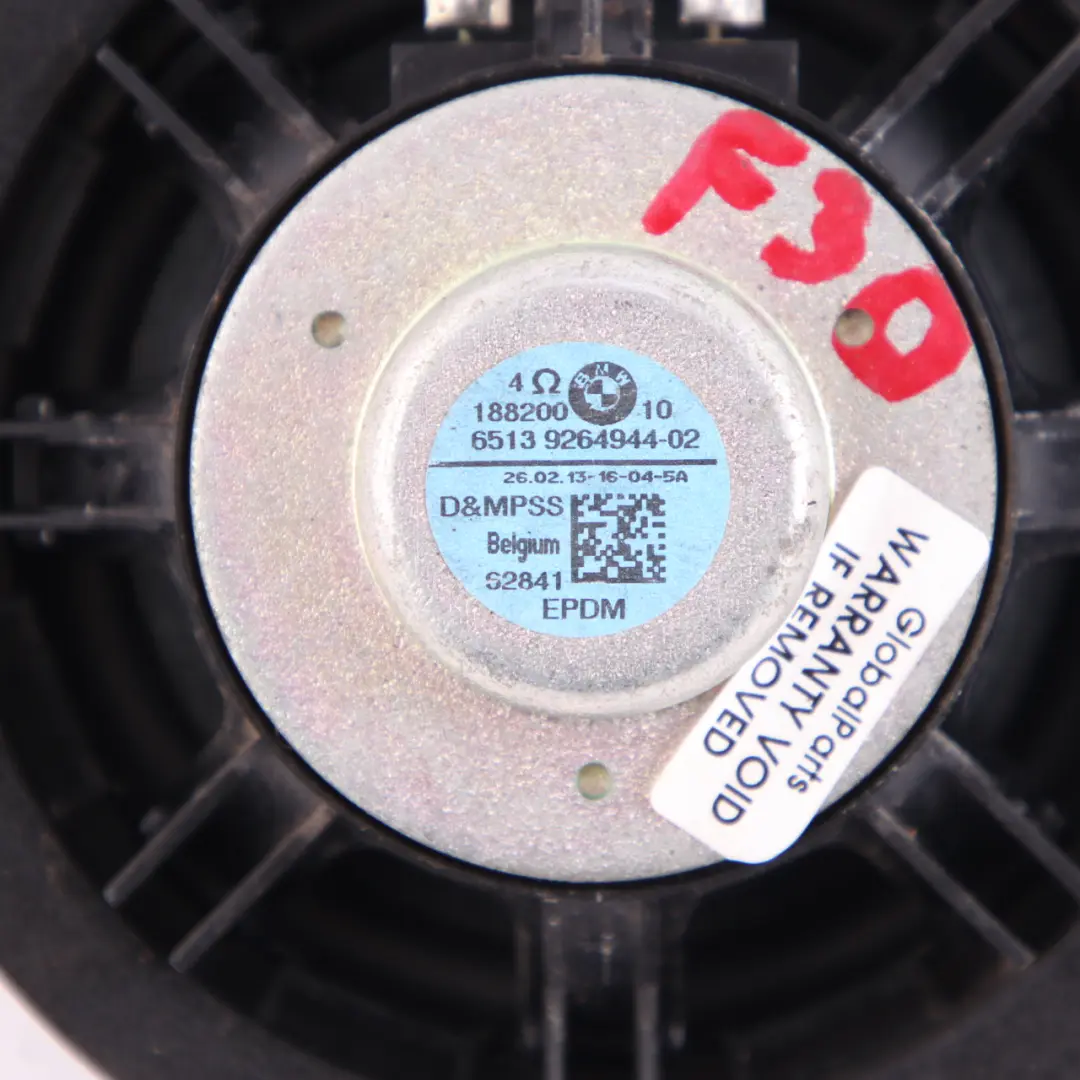 F30
4 Ω BMW
188200 10
6513 9264944-02
26.02.13-16-04-5A
D&MPSS
Belgium
S2841
EPDM
GlobalParts
WARRANTY VOID
IF REMOVED